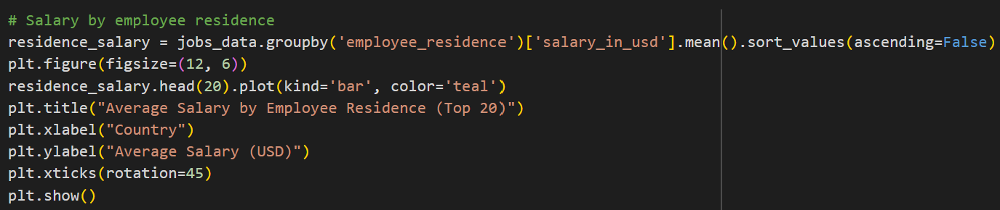 # Salary by employee residence
residence_salary = jobs_data.groupby('employee_residence')['salary_in_usd'].mean().sort_values(ascending=False)
plt.figure(figsize=(12, 6))
residence_salary.head(20).plot(kind='bar', color='teal')
plt.title("Average Salary by Employee Residence (Top 20)")
plt.xlabel("Country")
plt.ylabel("Average Salary (USD)")
plt.xticks(rotation=45)
plt.show()